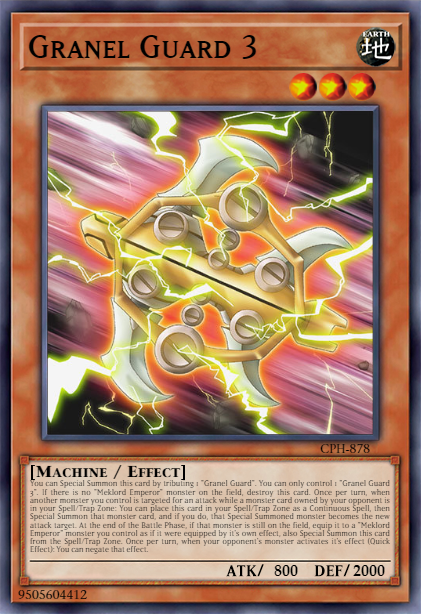 Granel Guard 3
EARTH
地
CPH-878
[Machine / Effect]
You can Special Summon this card by tributing 1 "Granel Guard". You can only control 1 "Granel Guard
3". If there is no "Meklord Emperor" monster on the field, destroy this card. Once per turn, when
another monster you control is targeted for an attack while a monster card owned by your opponent is
in your Spell/Trap Zone: You can place this card in your Spell/Trap Zone as a Continuous Spell, then
Special Summon that monster card, and if you do, that Special Summoned monster becomes the new
attack target. At the end of the Battle Phase, if that monster is still on the field, equip it to a "Meklord
Emperor" monster you control as if it were equipped by it's own effect, also Special Summon this card
from the Spell/Trap Zone. Once per turn, when your opponent's monster activates it's effect (Quick
Effect): You can negate that effect.
ATK/ 800 DEF/2000
9505604412